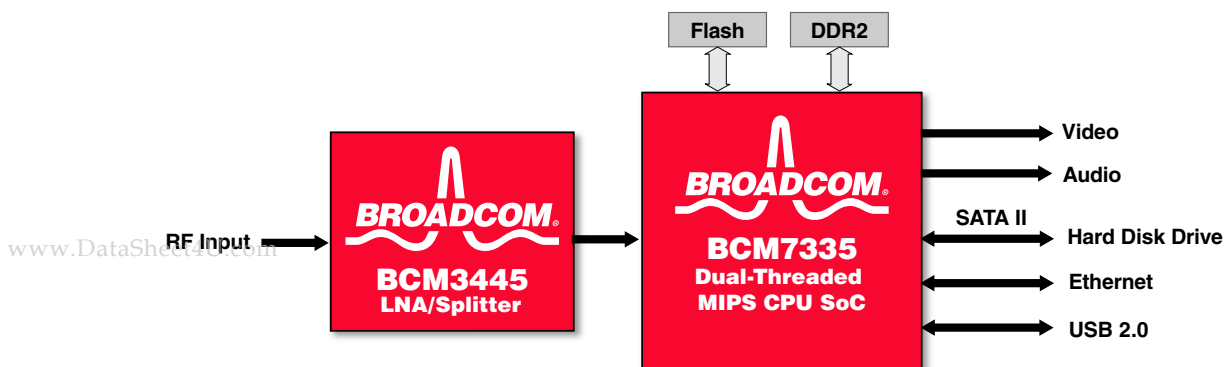 Flash
DDR2
BROADCOM®
BCM3445
LNA/Splitter
BROADCOM®
BCM7335
Dual-Threaded
MIPS CPU SoC
RF Input
www.DataSheet4U.com
Video
Audio
SATA II
Hard Disk Drive
Ethernet
USB 2.0